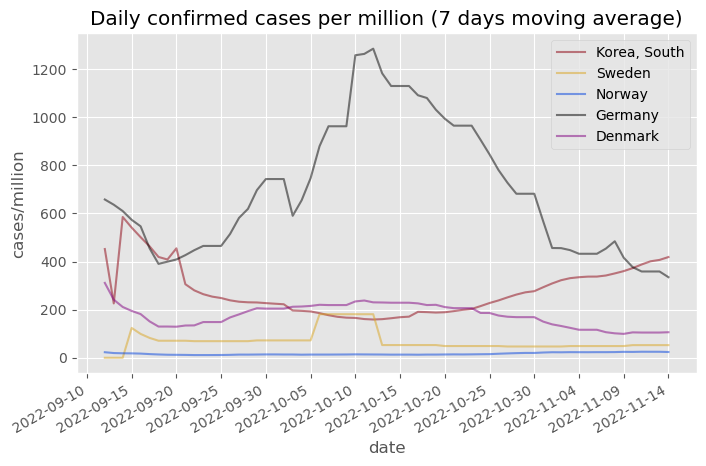 Daily confirmed cases per million (7 days moving average)
Korea, South
Sweden
Norway
Germany
Denmark
1200
1000
800
600
400
200
0
cases/million
2022-09-10
2022-09-15
2022-09-20
2022-09-25
2022-09-30
2022-10-05
2022-10-10
2022-10-15
2022-10-20
2022-10-25
2022-10-30
2022-11-04
2022-11-09
2022-11-14
date